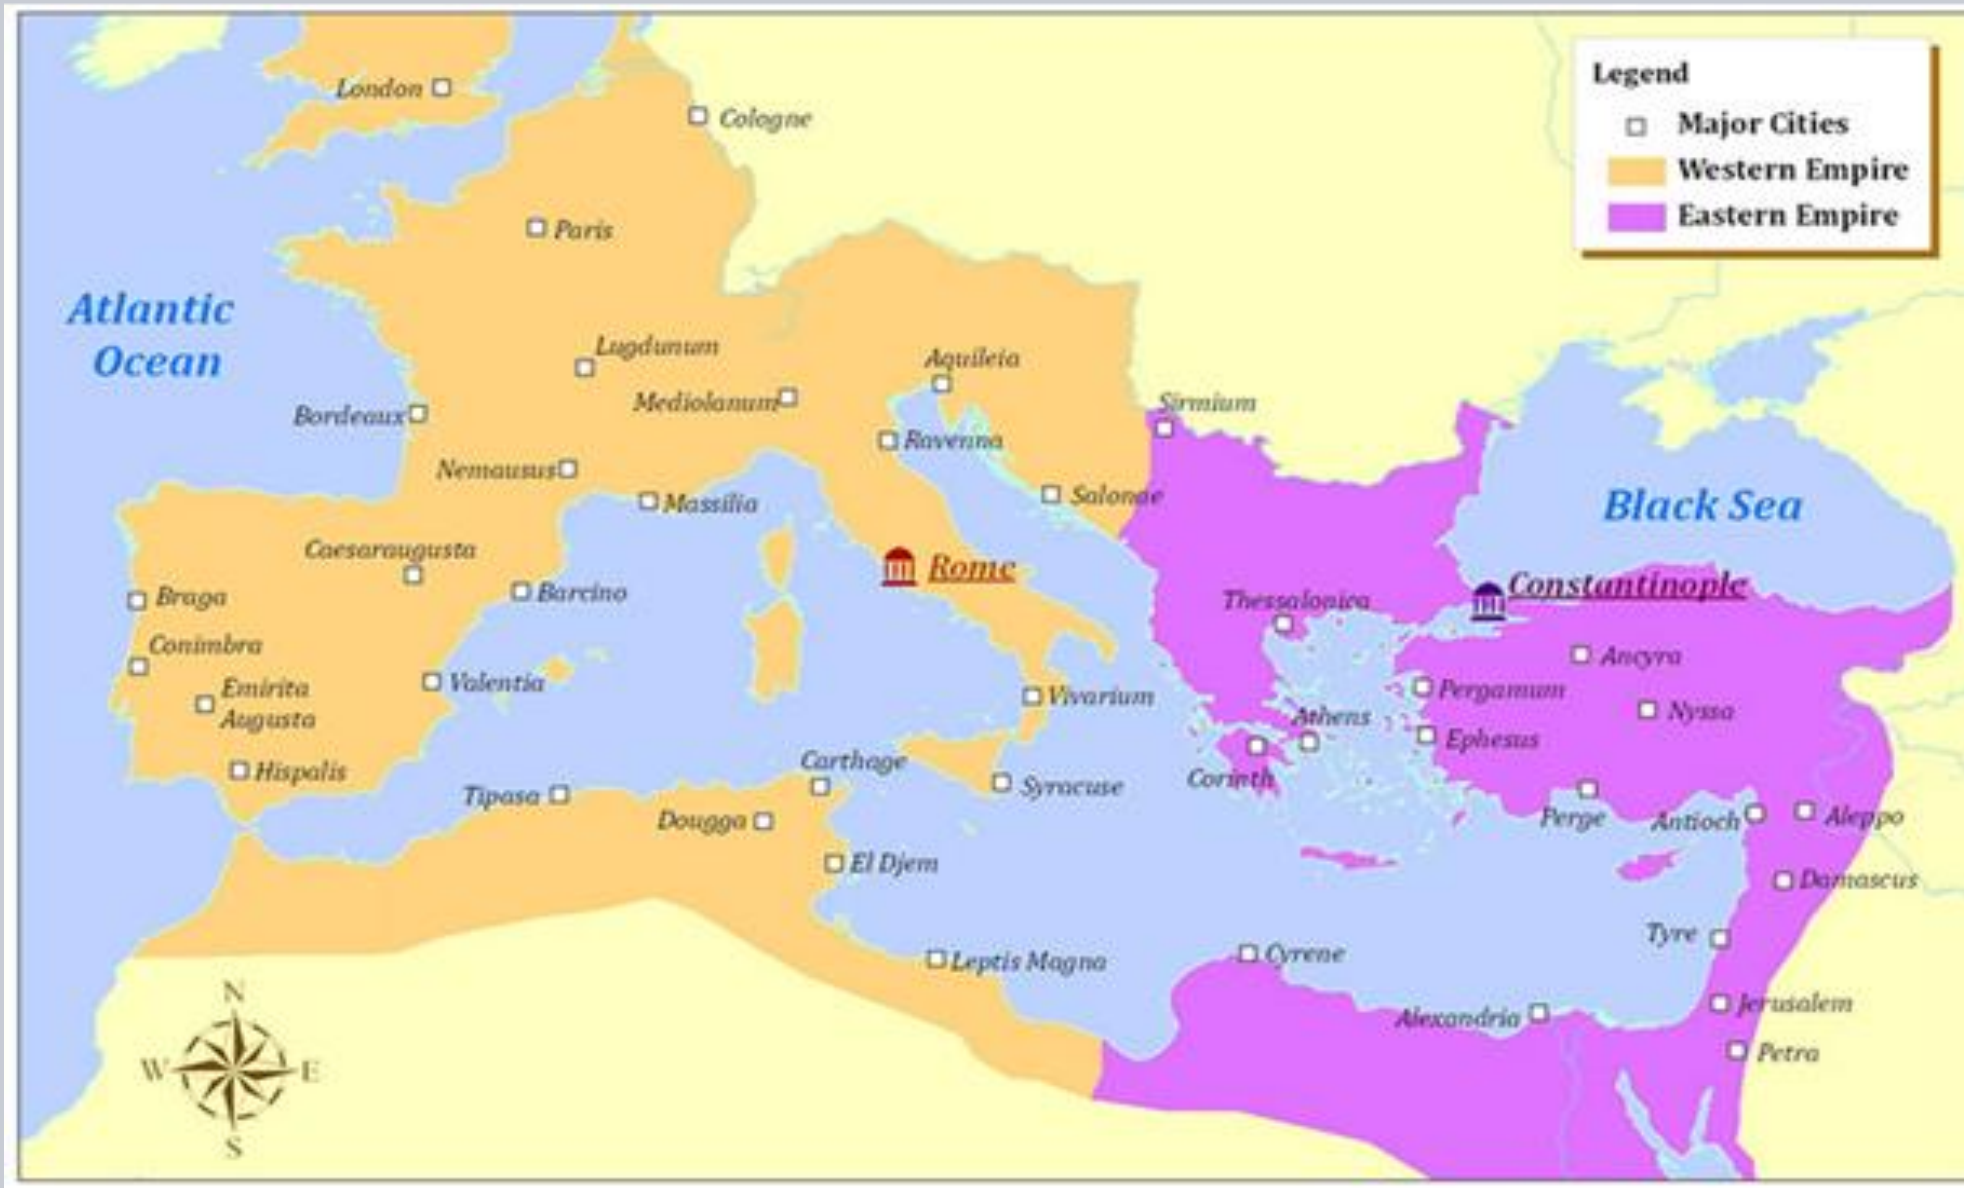 Legend
Major Cities
Western Empire
Eastern Empire
London
Cologne
Paris
Atlantic
Ocean
Lugdunum
Aquileia
Mediolanum
Sirmium
Bordeaux
Ravenna
Nemausus
Massilia
Salonae
Black Sea
Caesaraugusta
Rome
Constantinople
Braga
Barcino
Thessalonica
Conimbra
Ancyra
Emirita
Augusta
Valentia
Vivarium
Pergamum
Nyssa
Athens
Ephesus
Hispalis
Carthage
Corinth
Tipasa
Syracuse
Dougga
Perge
Antioch
Aleppo
El Djem
Damascus
Tyre
Leptis Magna
Cyrene
Jerusalem
Alexandria
Petra
N
W
E
S